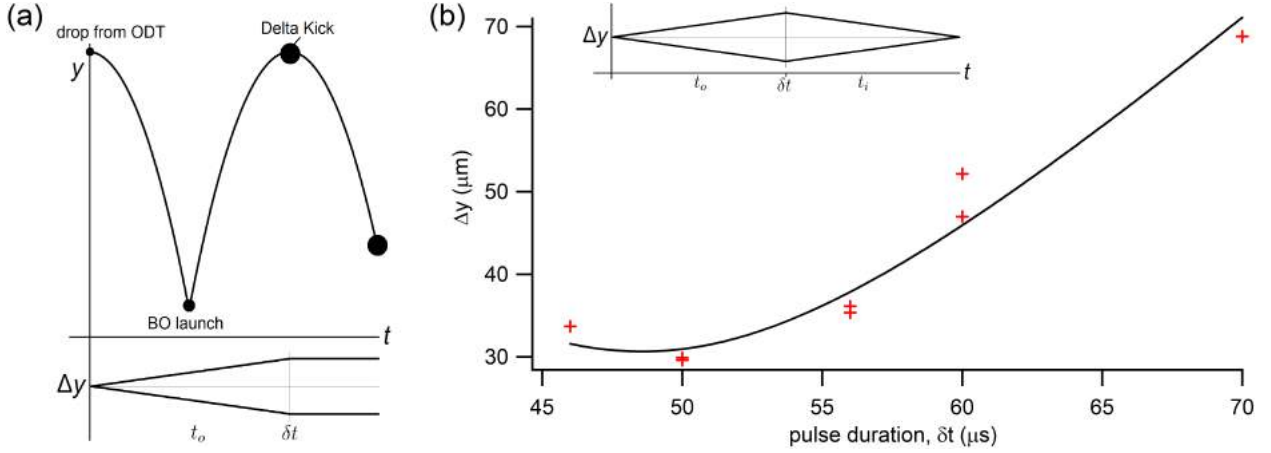 (a)
drop from ODT
Delta Kick
y
BO launch
t
Δy
t_o
δt
(b)
Δy
t
t_o
δt
t_i
70
60
50
40
30
Δy (μm)
45
50
55
60
65
70
pulse duration, δt (μs)